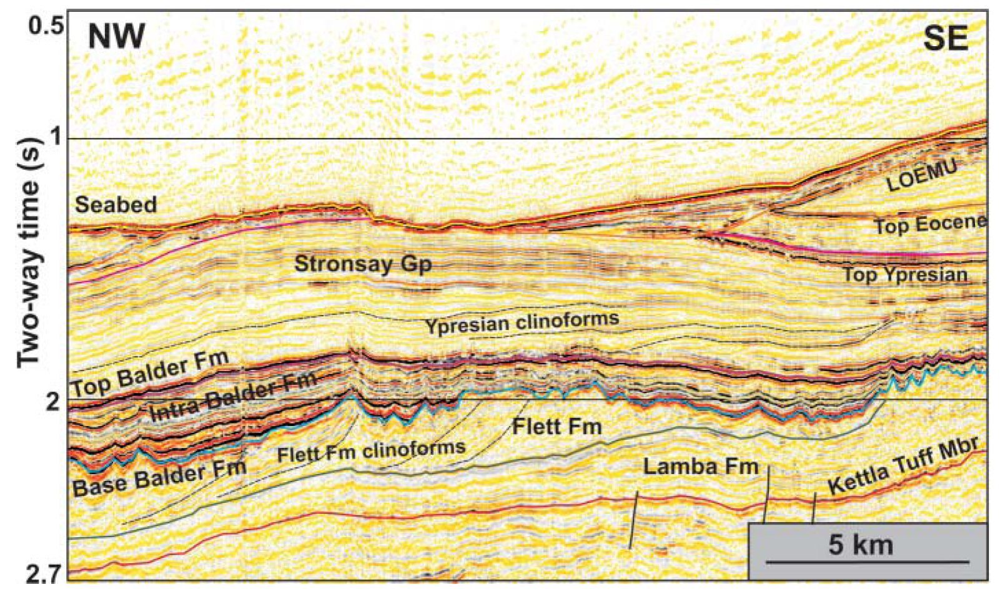 0.5
NW
SE
1
Two-way time (s)
LOEMU
Seabed
Top Eocene
Stronsay Gp
Top Ypresian
Ypresian clinoforms
Top Balder Fm
Intra Balder Fm
2
Flett Fm
Flett Fm clinoforms
Lamba Fm
Kettla Tuff Mbr
Base Balder Fm
5 km
2.7